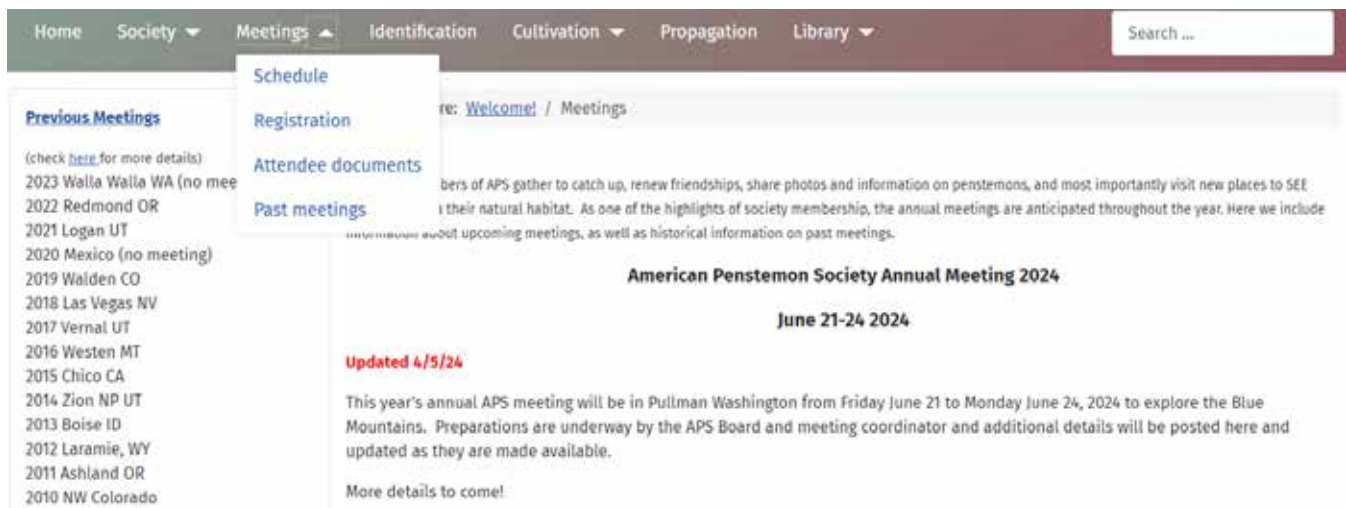 Home Society Meetings Identification Cultivation Propagation Library Search ...
Schedule
Registration
Attendee documents
Past meetings
Previous Meetings
(check here for more details)
2023 Walla Walla WA (no mee
2022 Redmond OR
2021 Logan UT
2020 Mexico (no meeting)
2019 Walden CO
2018 Las Vegas NV
2017 Vernal UT
2016 Westen MT
2015 Chico CA
2014 Zion NP UT
2013 Boise ID
2012 Laramie, WY
2011 Ashland OR
2010 NW Colorado
re: Welcome! / Meetings
bers of APS gather to catch up, renew friendships, share photos and information on penstemons, and most importantly visit new places to SEE
their natural habitat. As one of the highlights of society membership, the annual meetings are anticipated throughout the year. Here we include
information about upcoming meetings, as well as historical information on past meetings.
American Penstemon Society Annual Meeting 2024
June 21-24 2024
Updated 4/5/24
This year's annual APS meeting will be in Pullman Washington from Friday June 21 to Monday June 24, 2024 to explore the Blue
Mountains. Preparations are underway by the APS Board and meeting coordinator and additional details will be posted here and
updated as they are made available.
More details to come!